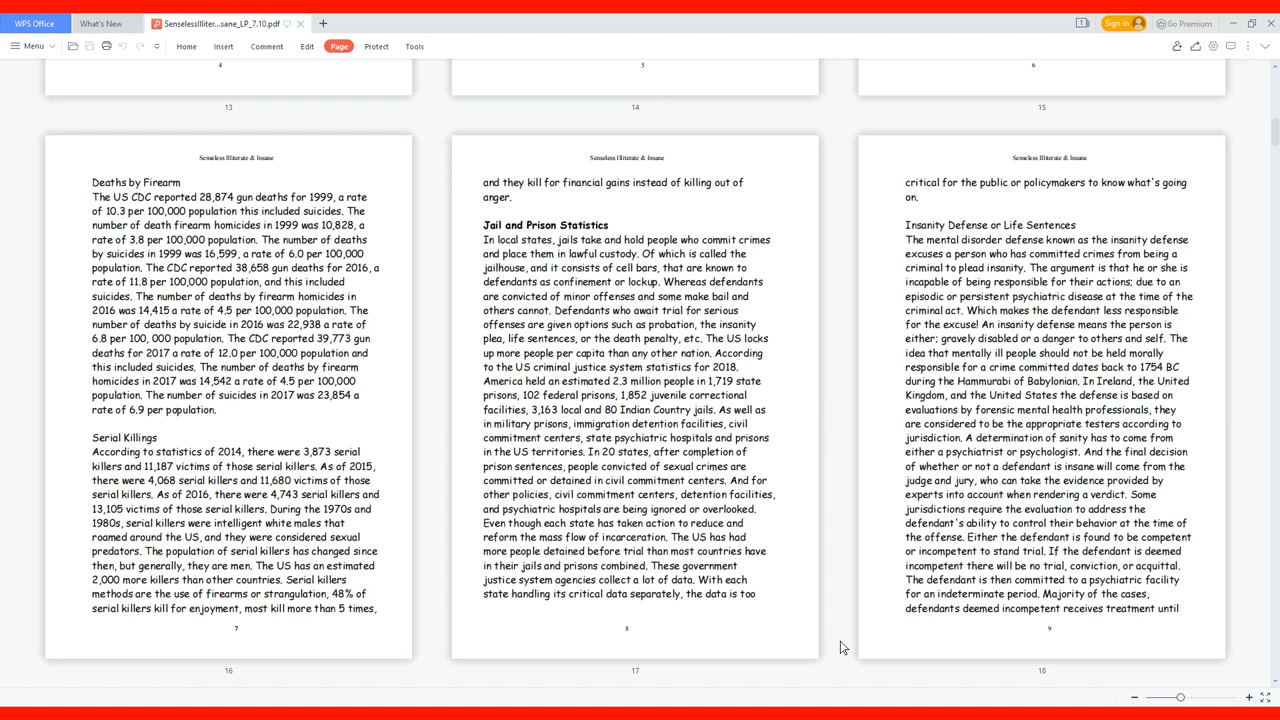 WPS Office
What's New
SenselessIlliter...sane_LP_7.10.pdf
1
Sign in
Go Premium
Menu
Home
Insert
Comment
Edit
Page
Protect
Tools
4
5
6
13
14
15
Senseless Illiterate & Insane
Deaths by Firearm
The US CDC reported 28,874 gun deaths for 1999, a rate
of 10.3 per 100,000 population this included suicides. The
number of death firearm homicides in 1999 was 10,828, a
rate of 3.8 per 100,000 population. The number of deaths
by suicides in 1999 was 16,599, a rate of 6.0 per 100,000
population. The CDC reported 38,658 gun deaths for 2016, a
rate of 11.8 per 100,000 population, and this included
suicides. The number of deaths by firearm homicides in
2016 was 14,415 a rate of 4.5 per 100,000 population. The
number of deaths by suicide in 2016 was 22,938 a rate of
6.8 per 100, 000 population. The CDC reported 39,773 gun
deaths for 2017 a rate of 12.0 per 100,000 population and
this included suicides. The number of deaths by firearm
homicides in 2017 was 14,542 a rate of 4.5 per 100,000
population. The number of suicides in 2017 was 23,854 a
rate of 6.9 per population.
Serial Killings
According to statistics of 2014, there were 3,873 serial
killers and 11,187 victims of those serial killers. As of 2015,
there were 4,068 serial killers and 11,680 victims of those
serial killers. As of 2016, there were 4,743 serial killers and
13,105 victims of those serial killers. During the 1970s and
1980s, serial killers were intelligent white males that
roamed around the US, and they were considered sexual
predators. The population of serial killers has changed since
then, but generally, they are men. The US has an estimated
2,000 more killers than other countries. Serial killers
methods are the use of firearms or strangulation, 48% of
serial killers kill for enjoyment, most kill more than 5 times,
7
16
Senseless Illiterate & Insane
and they kill for financial gains instead of killing out of
anger.
Jail and Prison Statistics
In local states, jails take and hold people who commit crimes
and place them in lawful custody. Of which is called the
jailhouse, and it consists of cell bars, that are known to
defendants as confinement or lockup. Whereas defendants
are convicted of minor offenses and some make bail and
others cannot. Defendants who await trial for serious
offenses are given options such as probation, the insanity
plea, life sentences, or the death penalty, etc. The US locks
up more people per capita than any other nation. According
to the US criminal justice system statistics for 2018.
America held an estimated 2.3 million people in 1,719 state
prisons, 102 federal prisons, 1,852 juvenile correctional
facilities, 3,163 local and 80 Indian Country jails. As well as
in military prisons, immigration detention facilities, civil
commitment centers, state psychiatric hospitals and prisons
in the US territories. In 20 states, after completion of
prison sentences, people convicted of sexual crimes are
committed or detained in civil commitment centers. And for
other policies, civil commitment centers, detention facilities,
and psychiatric hospitals are being ignored or overlooked.
Even though each state has taken action to reduce and
reform the mass flow of incarceration. The US has had
more people detained before trial than most countries have
in their jails and prisons combined. These government
justice system agencies collect a lot of data. With each
state handling its critical data separately, the data is too
8
17
Senseless Illiterate & Insane
critical for the public or policymakers to know what's going
on.
Insanity Defense or Life Sentences
The mental disorder defense known as the insanity defense
excuses a person who has committed crimes from being a
criminal to plead insanity. The argument is that he or she is
incapable of being responsible for their actions; due to an
episodic or persistent psychiatric disease at the time of the
criminal act. Which makes the defendant less responsible
for the excuse! An insanity defense means the person is
either; gravely disabled or a danger to others and self. The
idea that mentally ill people should not be held morally
responsible for a crime committed dates back to 1754 BC
during the Hammurabi of Babylonian. In Ireland, the United
Kingdom, and the United States the defense is based on
evaluations by forensic mental health professionals, they
are considered to be the appropriate testers according to
jurisdiction. A determination of sanity has to come from
either a psychiatrist or psychologist. And the final decision
of whether or not a defendant is insane will come from the
judge and jury, who can take the evidence provided by
experts into account when rendering a verdict. Some
jurisdictions require the evaluation to address the
defendant's ability to control their behavior at the time of
the offense. Either the defendant is found to be competent
or incompetent to stand trial. If the defendant is deemed
incompetent there will be no trial, conviction, or acquittal.
The defendant is then committed to a psychiatric facility
for an indeterminate period. Majority of the cases,
defendants deemed incompetent receives treatment until
9
18